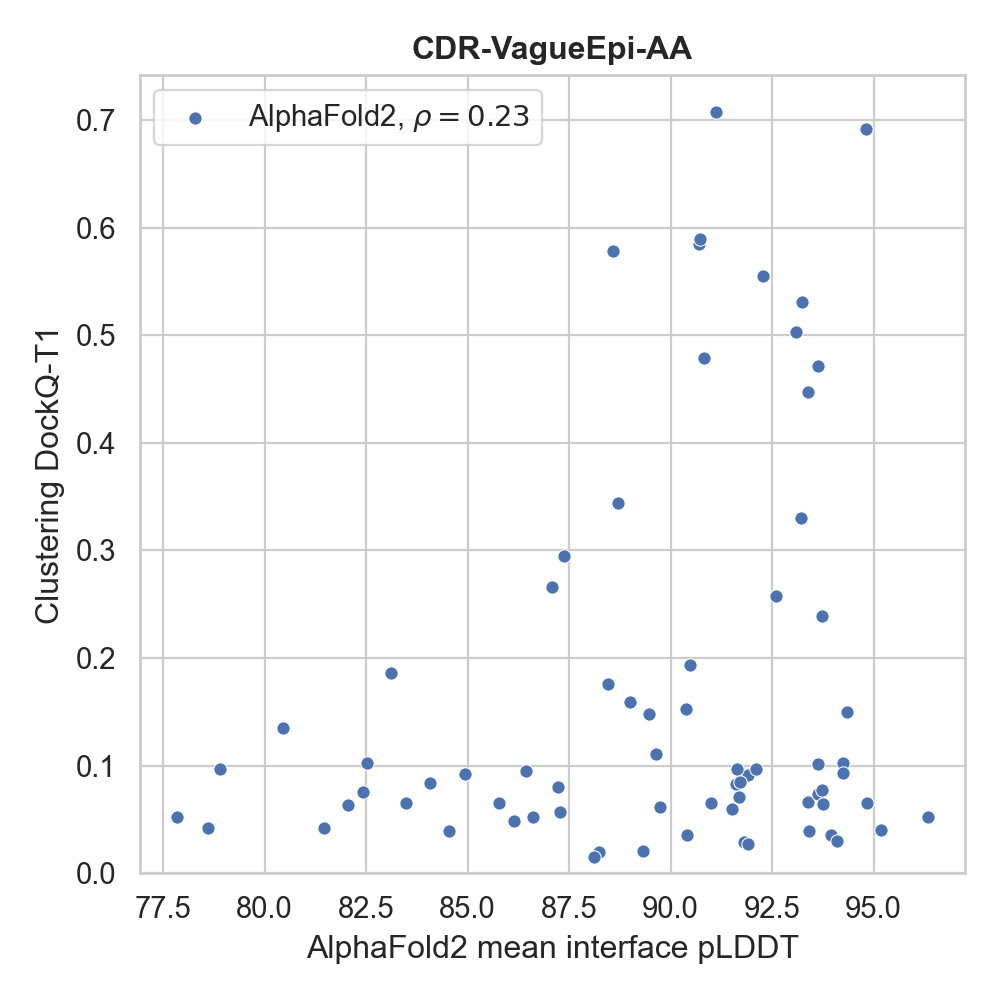 CDR-VagueEpi-AA
AlphaFold2, ρ = 0.23
Clustering DockQ-T1
0.7
0.6
0.5
0.4
0.3
0.2
0.1
0.0
77.5 80.0 82.5 85.0 87.5 90.0 92.5 95.0
AlphaFold2 mean interface pLDDT